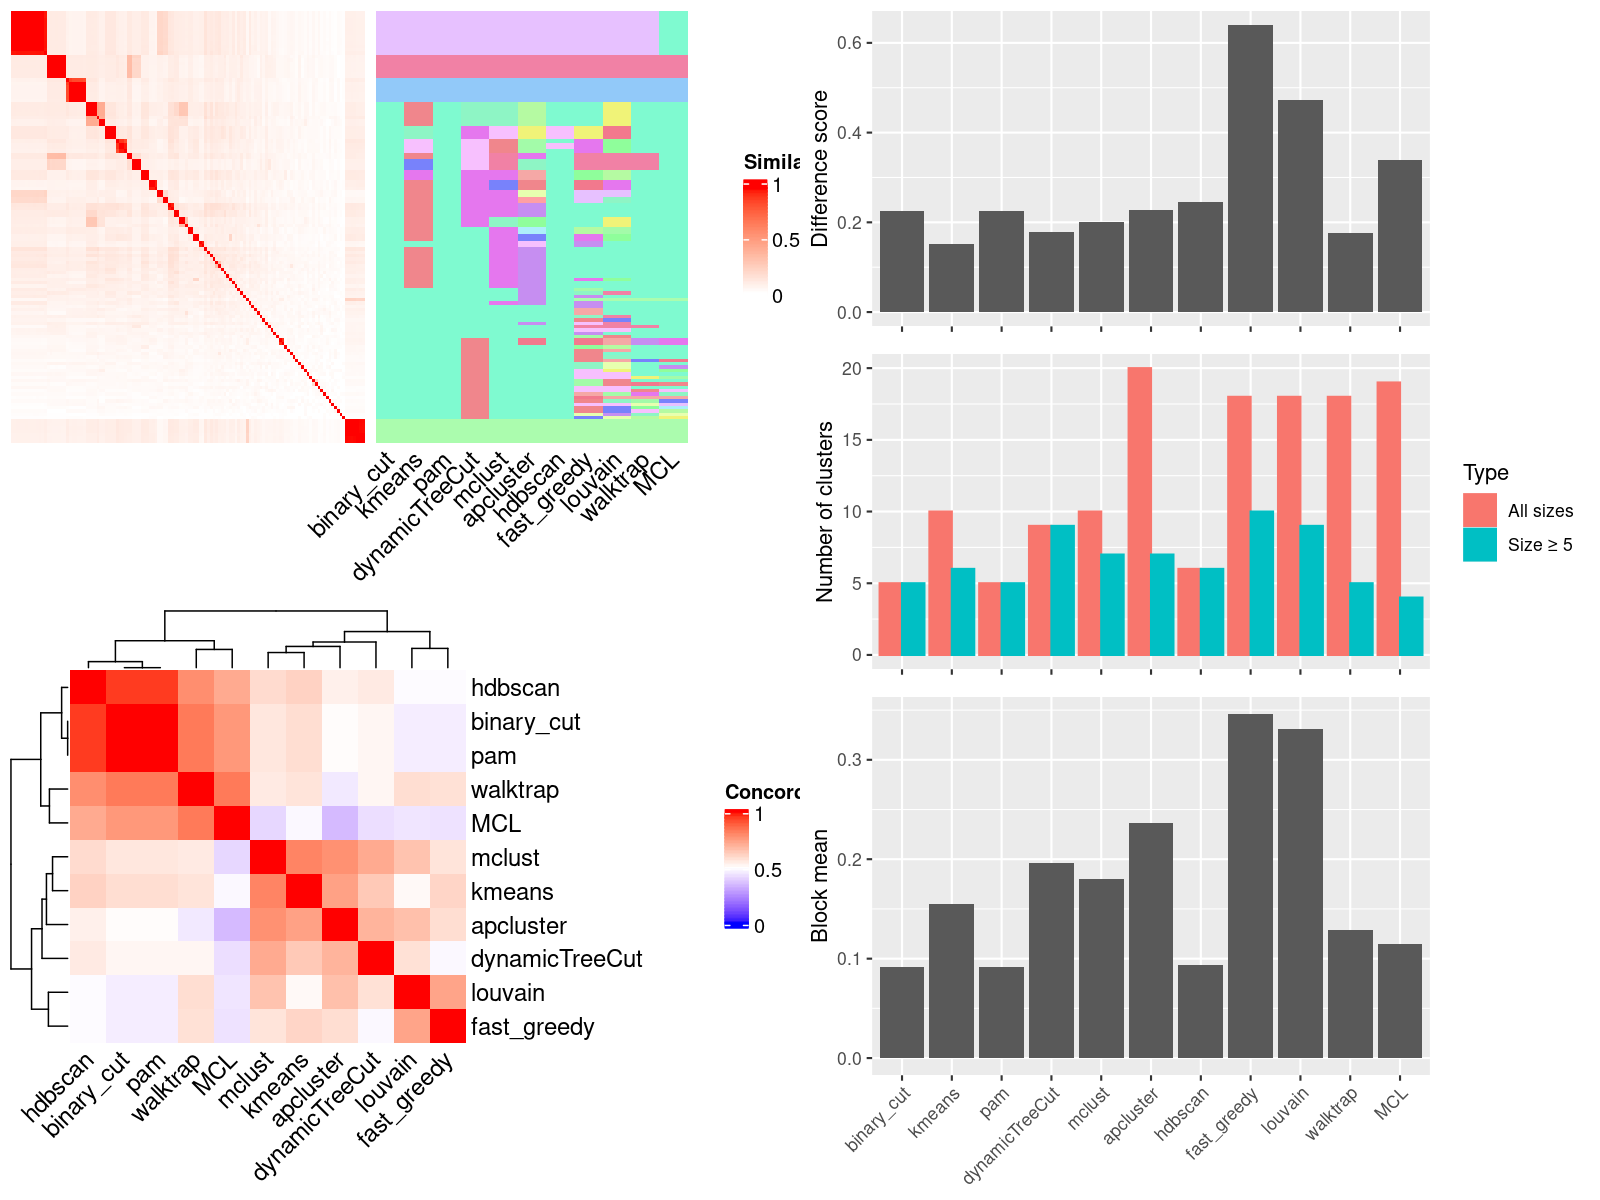 Simila
1
0.5
0
binary_cut
kmeans
pam
dynamicTreeCut
mclust
apcluster
hdbscan
fast_greedy
louvain
walktrap
MCL
hdbscan
binary_cut
pam
walktrap
MCL
mclust
kmeans
apcluster
dynamicTreeCut
louvain
fast_greedy
Concord
1
0.5
0
hdbscan
binary_cut
pam
walktrap
MCL
mclust
kmeans
apcluster
dynamicTreeCut
louvain
fast_greedy
Difference score
0.6
0.4
0.2
0.0
Number of clusters
20
15
10
5
0
Type
All sizes
Size ≥ 5
Block mean
0.3
0.2
0.1
0.0
binary_cut
kmeans
pam
dynamicTreeCut
mclust
apcluster
hdbscan
fast_greedy
louvain
walktrap
MCL